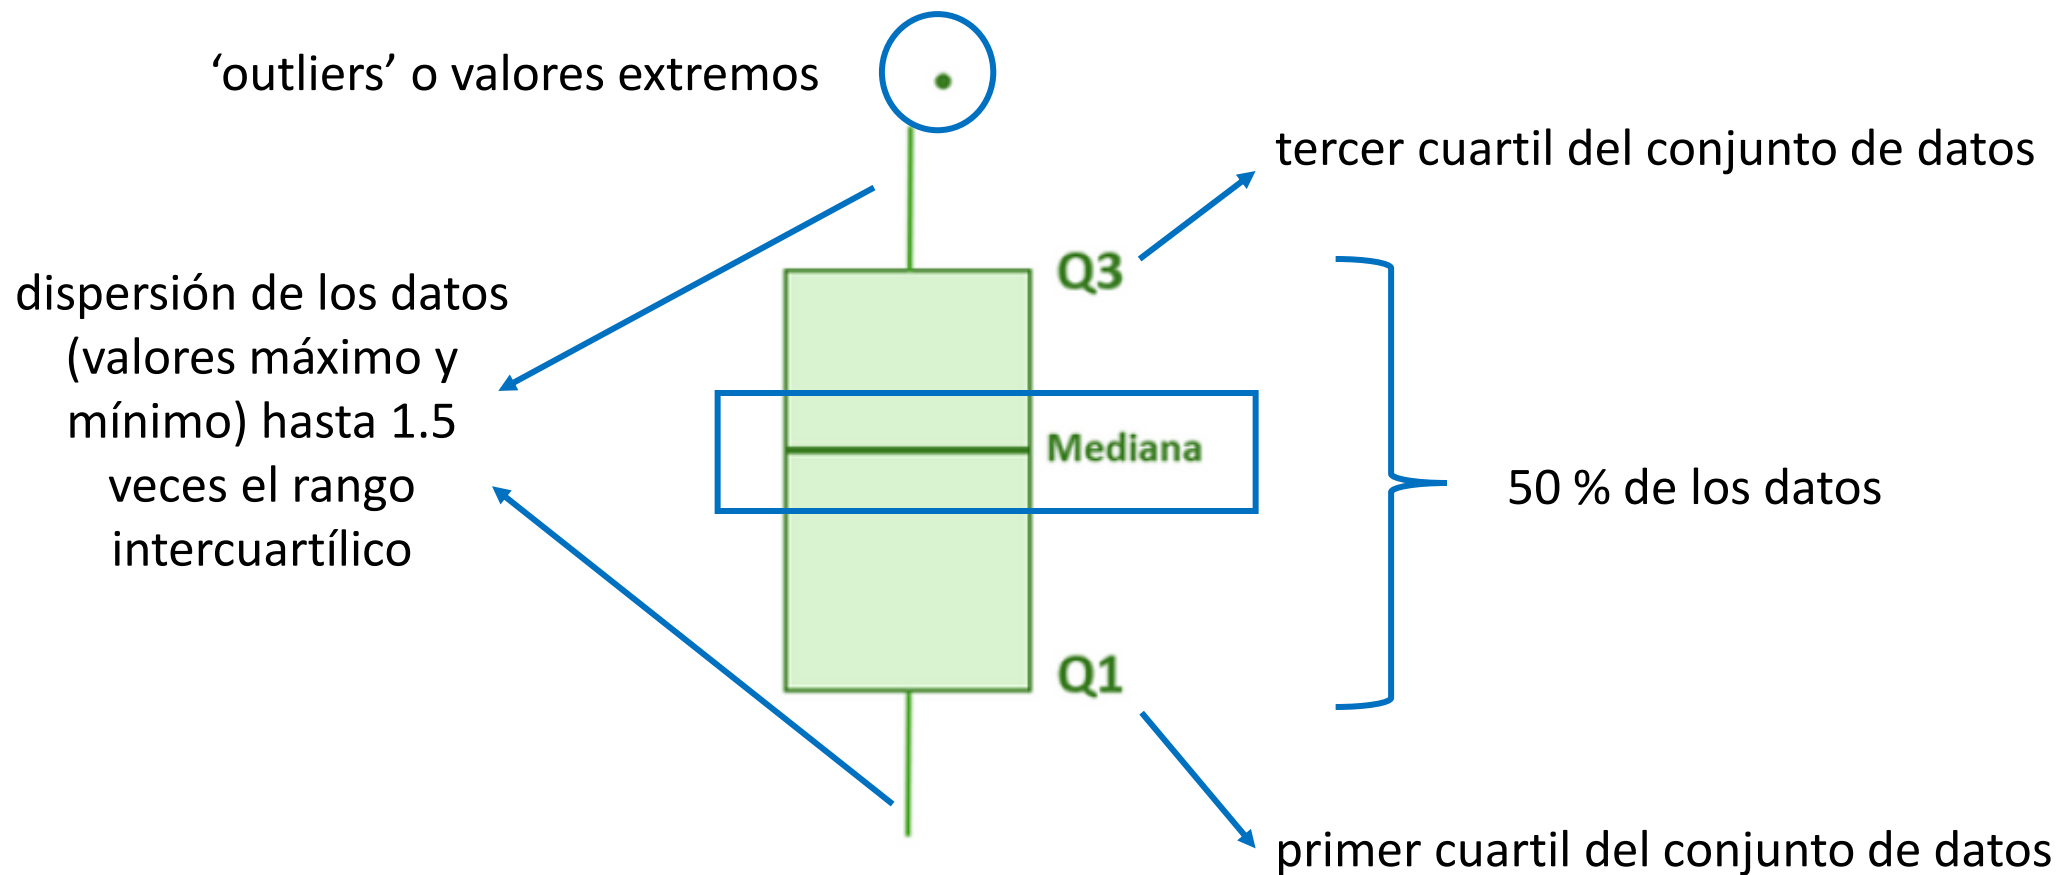 ‘outliers’ o valores extremos
tercer cuartil del conjunto de datos
Q3
dispersión de los datos
(valores máximo y
mínimo) hasta 1.5
veces el rango
intercuartílico
Mediana
50 % de los datos
Q1
primer cuartil del conjunto de datos